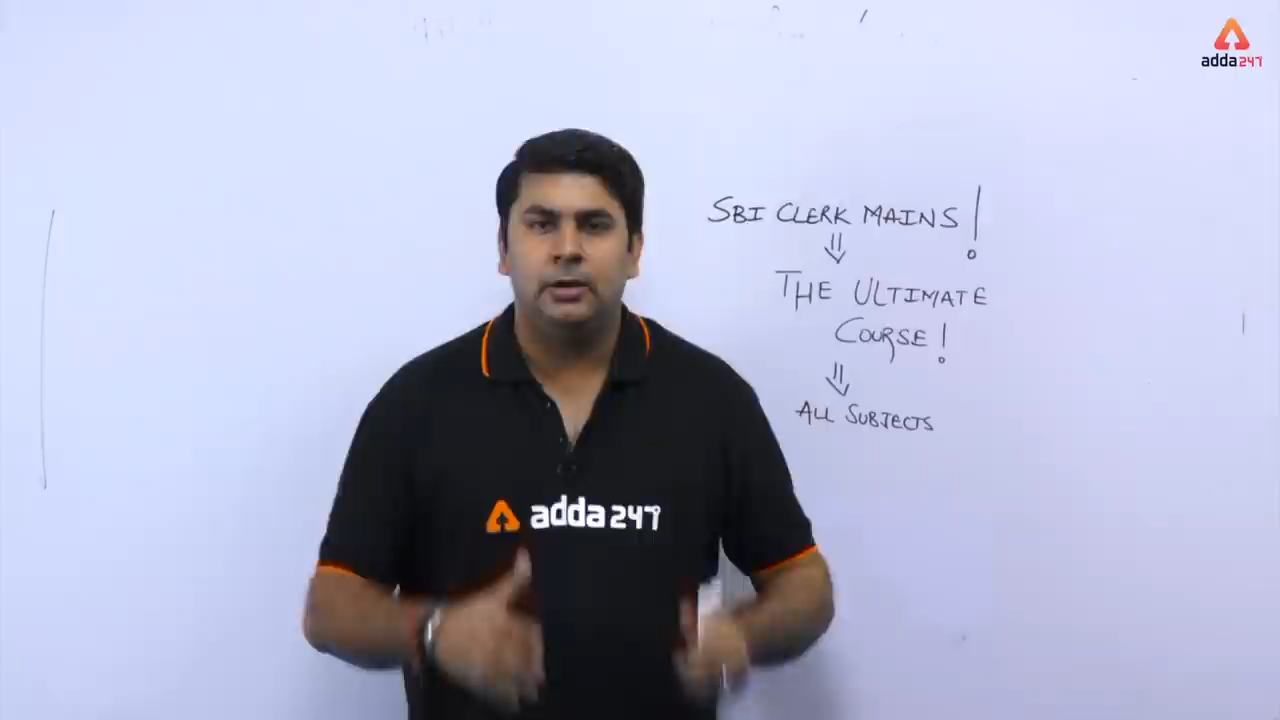 adda247
SBI CLERK MAINS!
⇓
THE ULTIMATE
COURSE!
⇓
ALL SUBJECTS
adda247